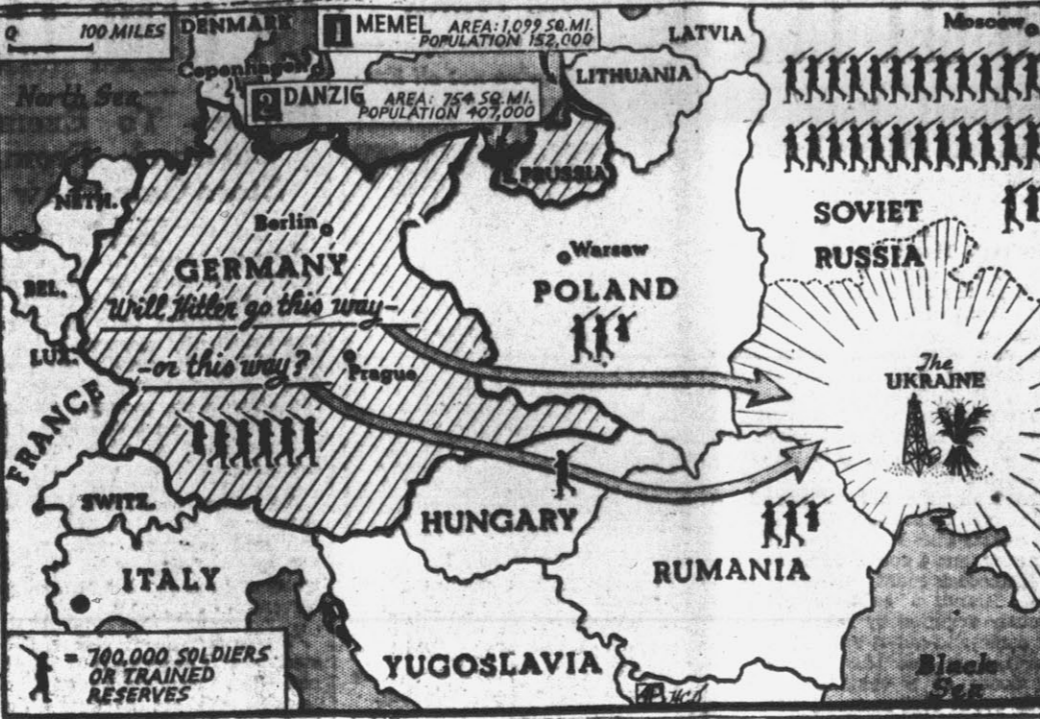 0 100 MILES
DENMARK
1 MEMEL AREA: 1,099 SQ. MI.
POPULATION 152,000
LATVIA
Moscow
Copenhagen
LITHUANIA
North Sea
2 DANZIG AREA: 754 SQ. MI.
POPULATION 407,000
PRUSSIA
NETH.
Berlin
GERMANY
Warsaw
POLAND
SOVIET
RUSSIA
BEL.
Will Hitler go this way—
LUX.
—or this way?
Prague
The
UKRAINE
FRANCE
SWITZ.
HUNGARY
ITALY
RUMANIA
= 700,000 SOLDIERS
OR TRAINED
RESERVES
YUGOSLAVIA
AP
Black
Sea